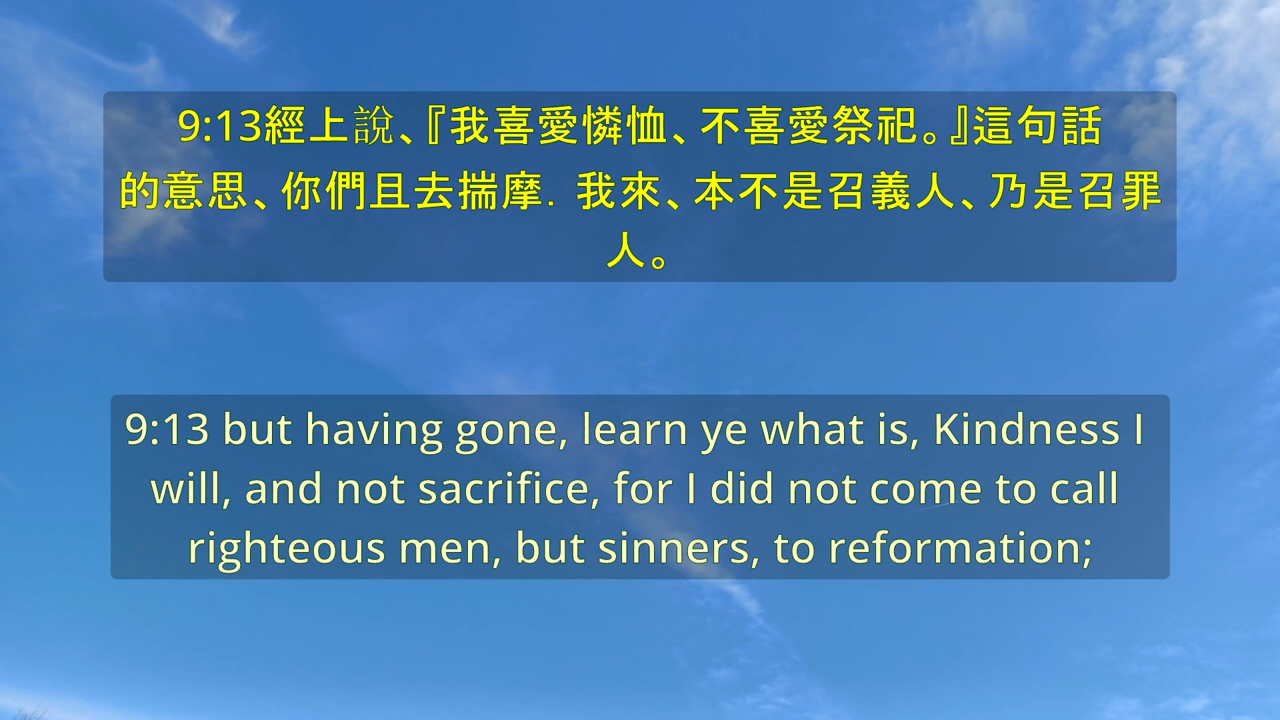 9:13經上說、『我喜愛憐恤、不喜愛祭祀。』這句話
的意思、你們且去揣摩．我來、本不是召義人、乃是召罪
人。
9:13 but having gone, learn ye what is, Kindness I
will, and not sacrifice, for I did not come to call
righteous men, but sinners, to reformation;